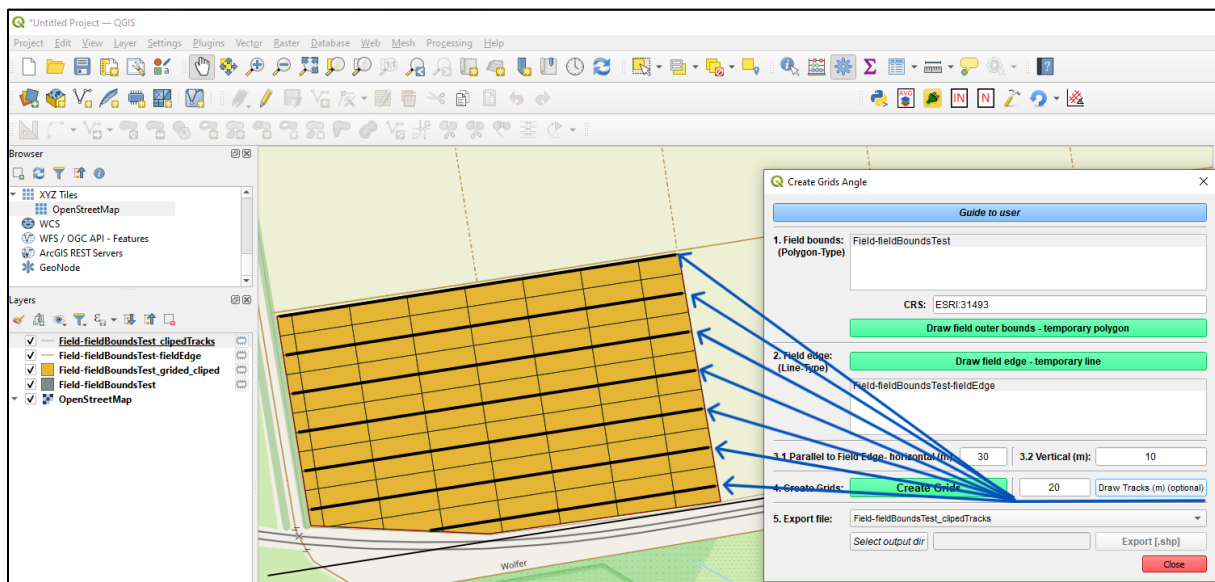 *Untitled Project — QGIS
Project Edit View Layer Settings Plugins Vector Raster Database Web Mesh Processing Help
AVG IN N
Browser
XYZ Tiles
OpenStreetMap
WCS
WFS / OGC API - Features
ArcGIS REST Servers
GeoNode
Layers
Field-fieldBoundsTest_clipedTracks
Field-fieldBoundsTest-fieldEdge
Field-fieldBoundsTest_grided_cliped
Field-fieldBoundsTest
OpenStreetMap
Wolfer
Create Grids Angle
Guide to user
1. Field bounds:
(Polygon-Type)
Field-fieldBoundsTest
CRS: ESRI:31493
Draw field outer bounds - temporary polygon
2. Field edge:
(Line-Type)
Draw field edge - temporary line
Field-fieldBoundsTest-fieldEdge
3.1 Parallel to Field Edge- horizontal (m): 30 3.2 Vertical (m): 10
4. Create Grids: Create Grids 20 Draw Tracks (m) (optional)
5. Export file: Field-fieldBoundsTest_clipedTracks
Select output dir Export [.shp]
Close